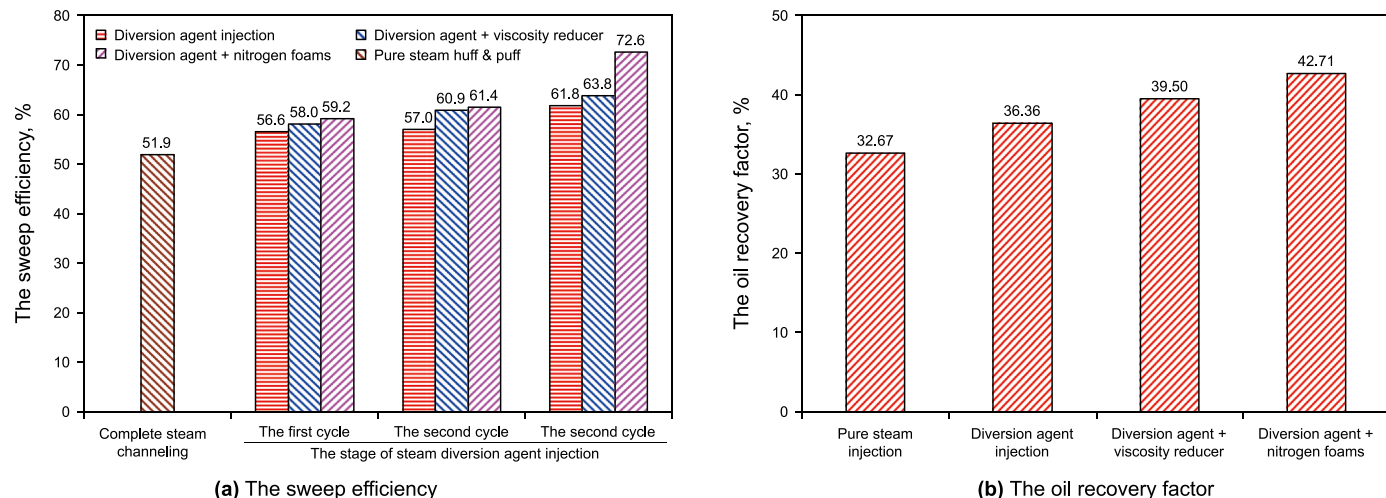 80
70
60
50
40
30
20
10
0
The sweep efficiency, %
Diversion agent injection
Diversion agent + viscosity reducer
Diversion agent + nitrogen foams
Pure steam huff & puff
51.9
56.6
58.0
59.2
57.0
60.9
61.4
61.8
63.8
72.6
Complete steam
channeling
The first cycle
The second cycle
The second cycle
The stage of steam diversion agent injection
(a) The sweep efficiency
50
40
30
20
10
0
The oil recovery factor, %
32.67
36.36
39.50
42.71
Pure steam
injection
Diversion agent
injection
Diversion agent +
viscosity reducer
Diversion agent +
nitrogen foams
(b) The oil recovery factor